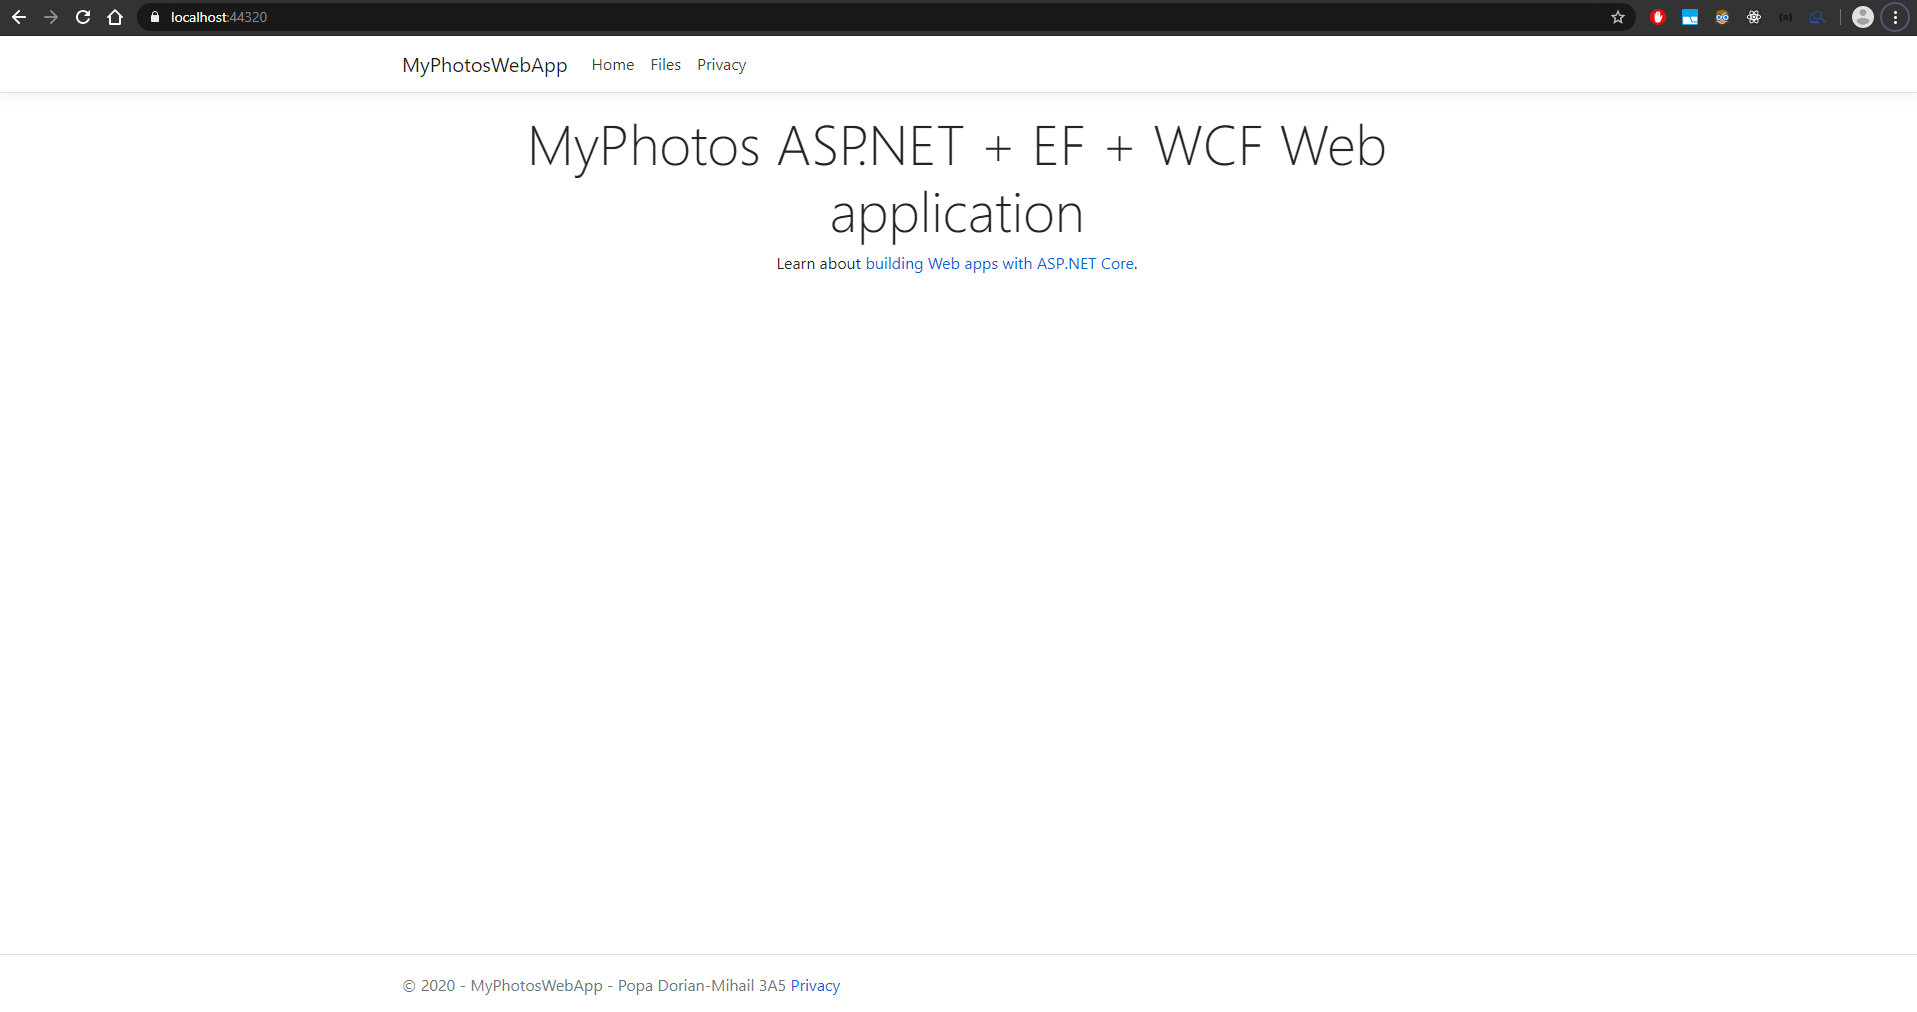 localhost:44320
MyPhotosWebApp Home Files Privacy
MyPhotos ASP.NET + EF + WCF Web
application
Learn about building Web apps with ASP.NET Core.
© 2020 - MyPhotosWebApp - Popa Dorian-Mihail 3A5 Privacy